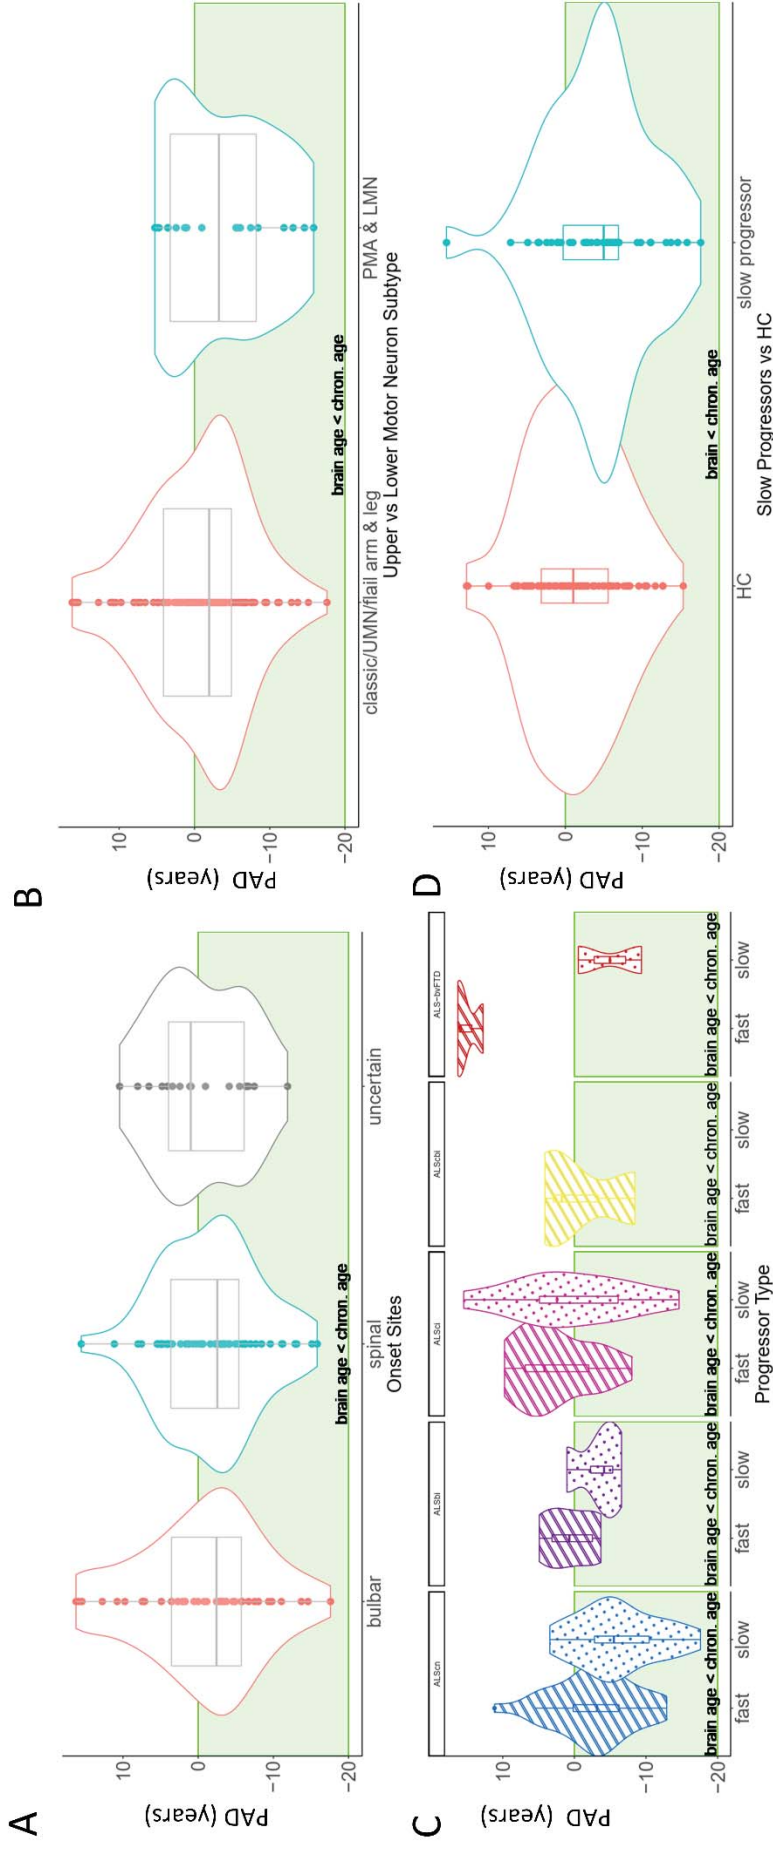 A
PAD (years)
10
0
−10
−20
bulbar
spinal
uncertain
brain age < chron. age
Onset Sites
B
PAD (years)
10
0
−10
−20
classic/UMN/flail arm & leg
PMA & LMN
brain age < chron. age
Upper vs Lower Motor Neuron Subtype
C
PAD (years)
10
0
−10
−20
ALScn
ALSbi
ALSci
ALScbi
ALS−bvFTD
brain age < chron. age
brain age < chron. age
brain age < chron. age
brain age < chron. age
brain age < chron. age
fast slow
fast slow
fast slow
fast slow
fast slow
Progressor Type
D
PAD (years)
10
0
−10
−20
brain < chron. age
HC
slow progressor
Slow Progressors vs HC